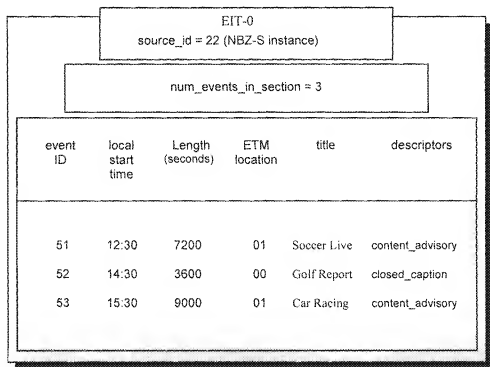 EIT-0
source_id = 22 (NBZ-S instance)
num_events_in_section = 3
event ID local start time Length (seconds) ETM location title descriptors
51 12:30 7200 01 Soccer Live content_advisory
52 14:30 3600 00 Golf Report closed_caption
53 15:30 9000 01 Car Racing content_advisory